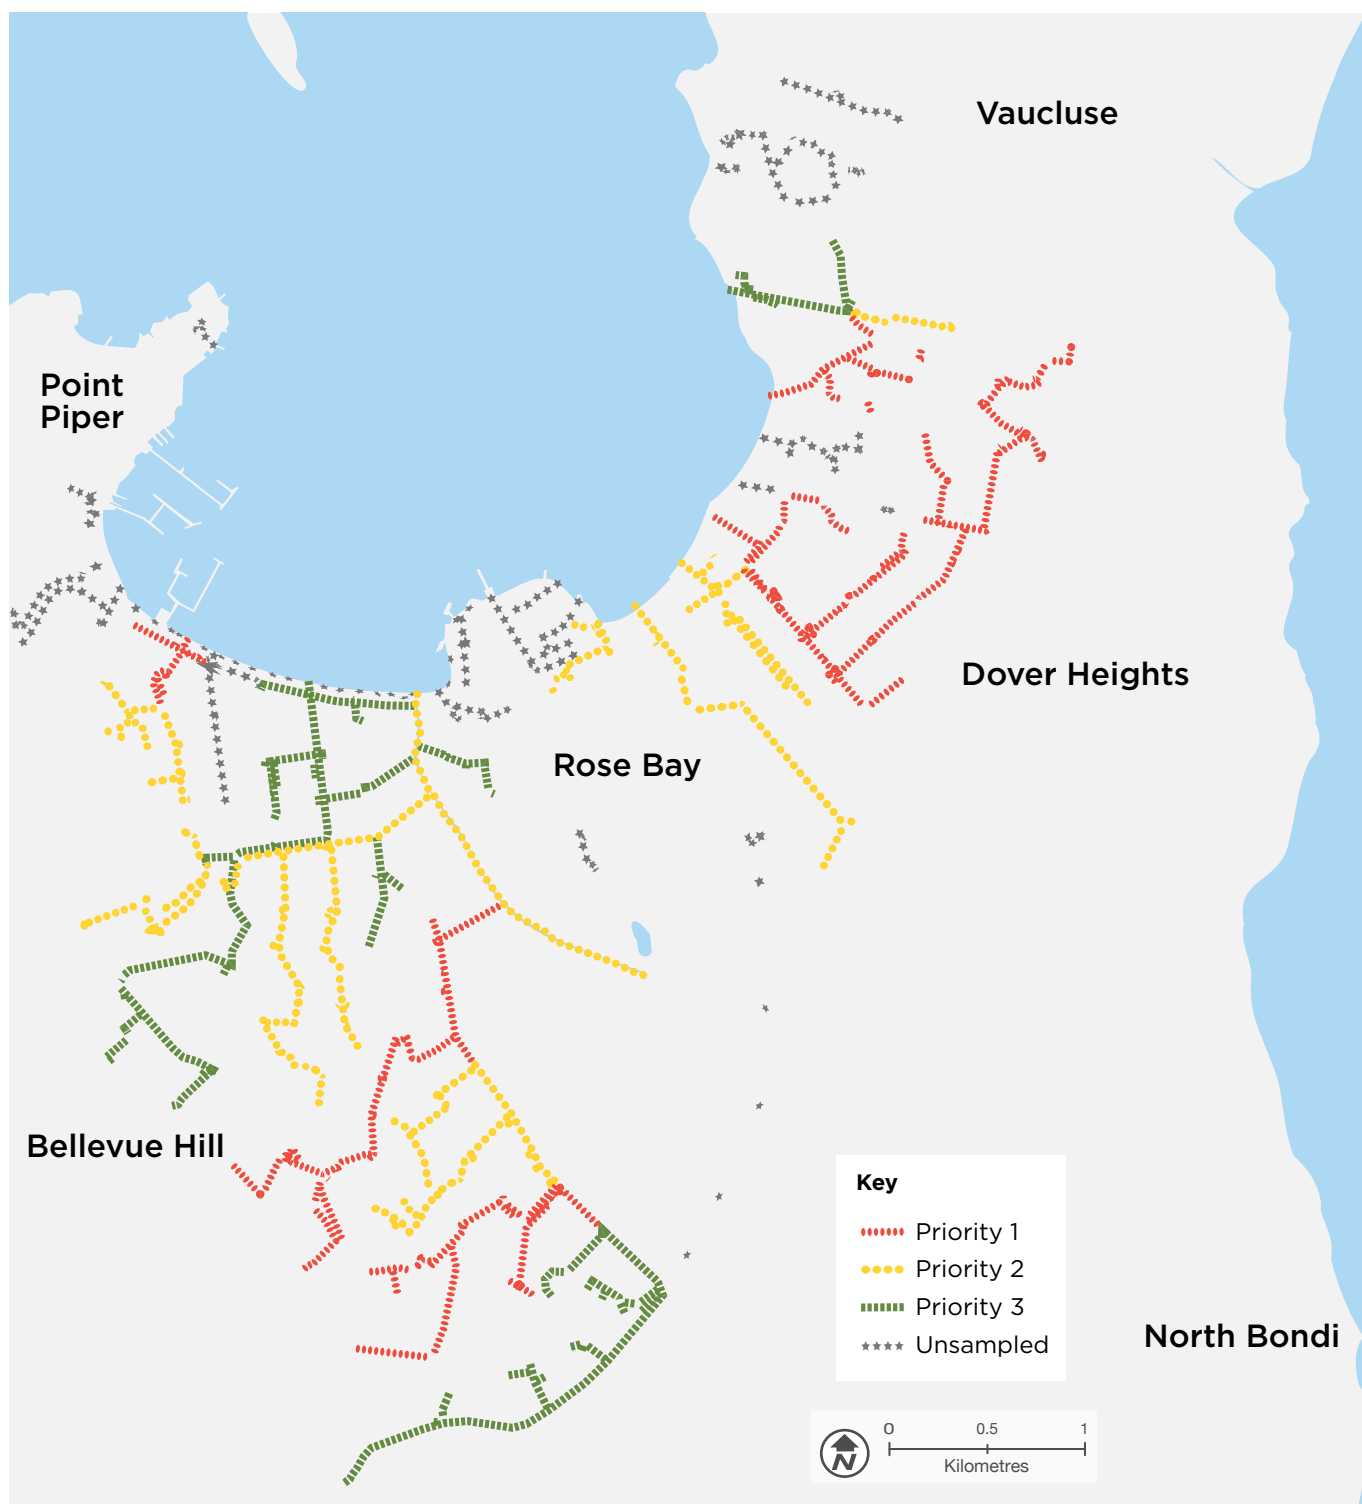 Vaucluse
Point
Piper
Dover Heights
Rose Bay
Bellevue Hill
Key
Priority 1
Priority 2
Priority 3
Unsampled
North Bondi
N
0 0.5 1
Kilometres